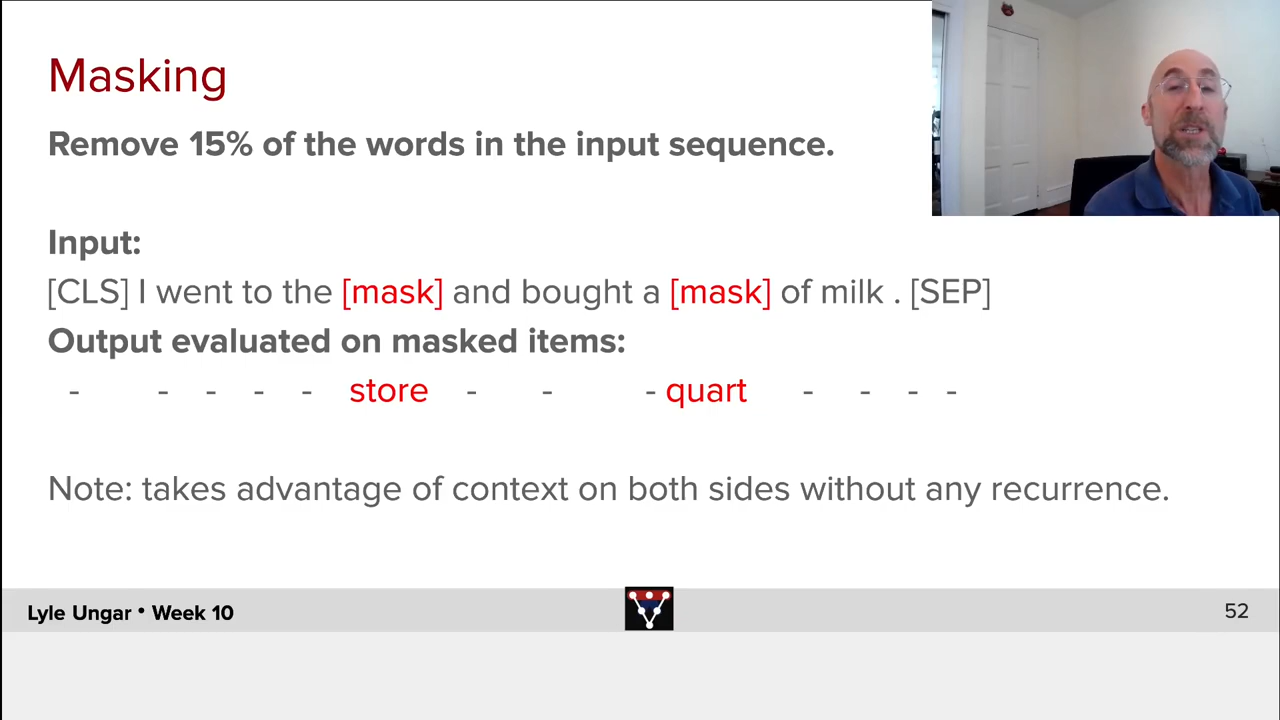 Masking
Remove 15% of the words in the input sequence.
Input:
[CLS] I went to the [mask] and bought a [mask] of milk . [SEP]
Output evaluated on masked items:
- - - - - store - - - quart - - - -
Note: takes advantage of context on both sides without any recurrence.
Lyle Ungar • Week 10
52